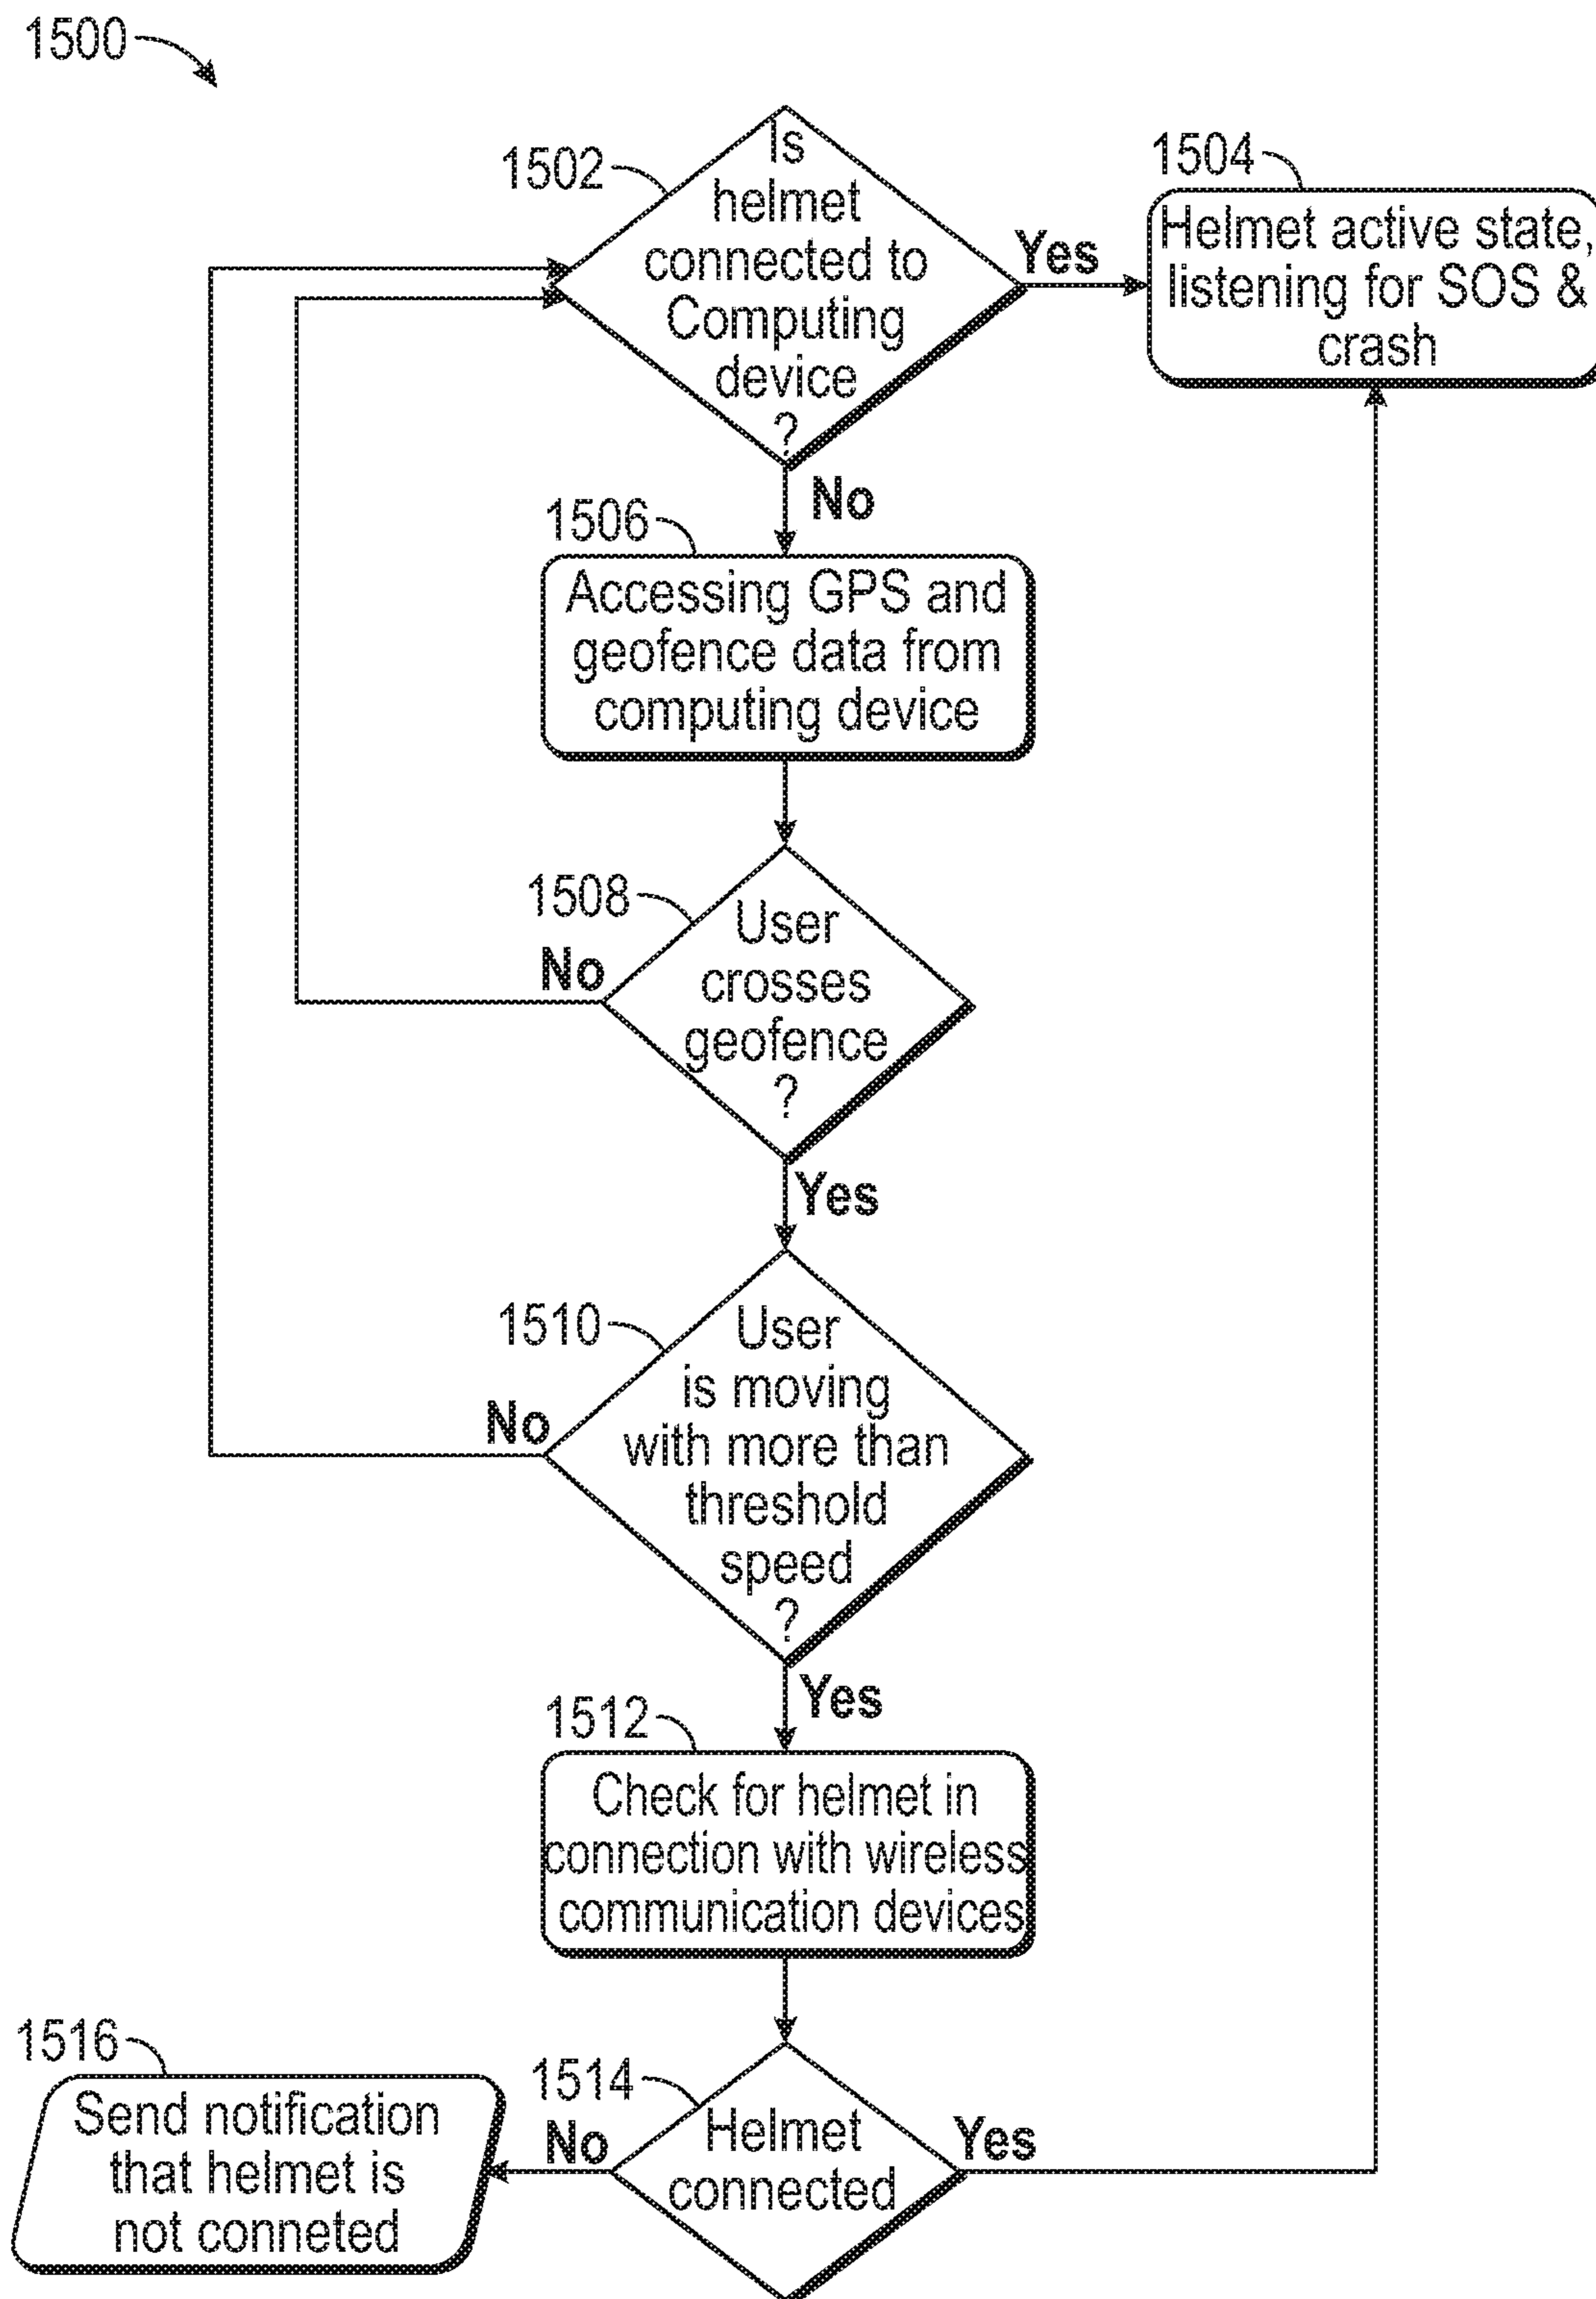 1500
1502
Is
helmet
connected to
Computing
device
?
Yes
1504
Helmet active state,
listening for SOS &
crash
No
1506
Accessing GPS and
geofence data from
computing device
1508
User
crosses
geofence
?
No
Yes
1510
User
is moving
with more than
threshold
speed
?
No
Yes
1512
Check for helmet in
connection with wireless
communication devices
1514
Helmet
connected
No
Yes
1516
Send notification
that helmet is
not conneted